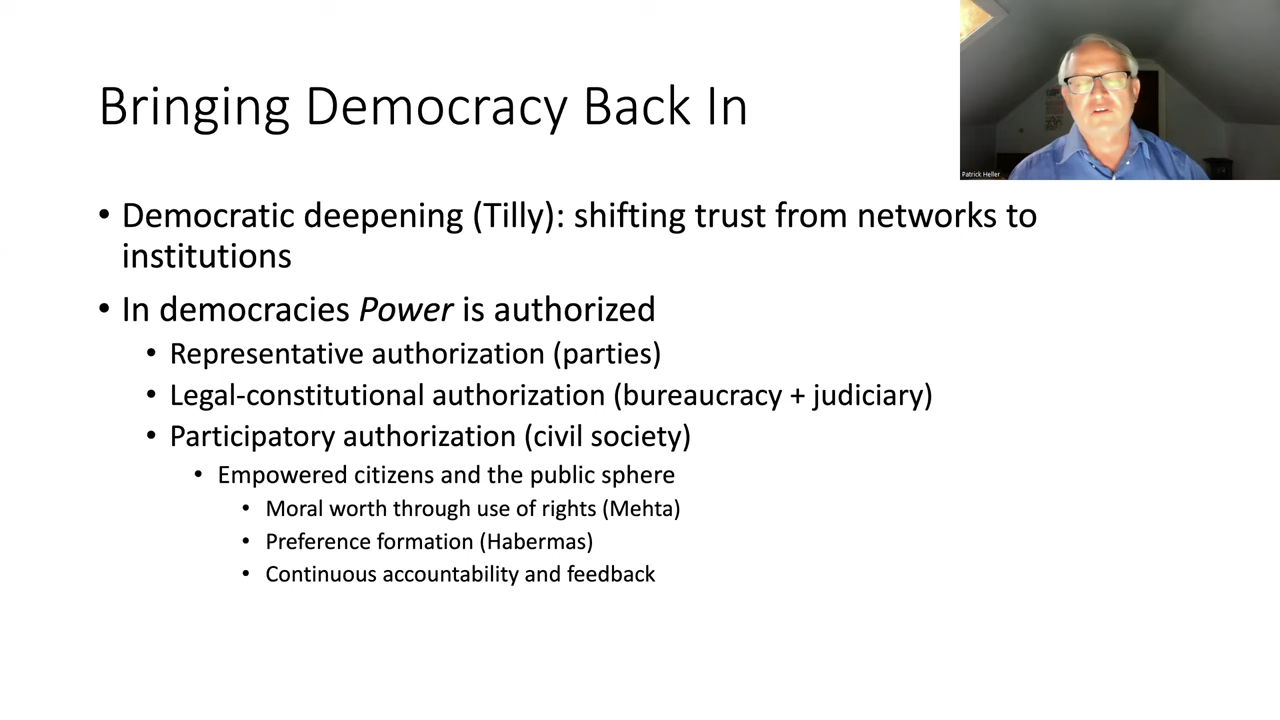 Bringing Democracy Back In
Patrick Heller
• Democratic deepening (Tilly): shifting trust from networks to
institutions
• In democracies Power is authorized
• Representative authorization (parties)
• Legal-constitutional authorization (bureaucracy + judiciary)
• Participatory authorization (civil society)
• Empowered citizens and the public sphere
• Moral worth through use of rights (Mehta)
• Preference formation (Habermas)
• Continuous accountability and feedback